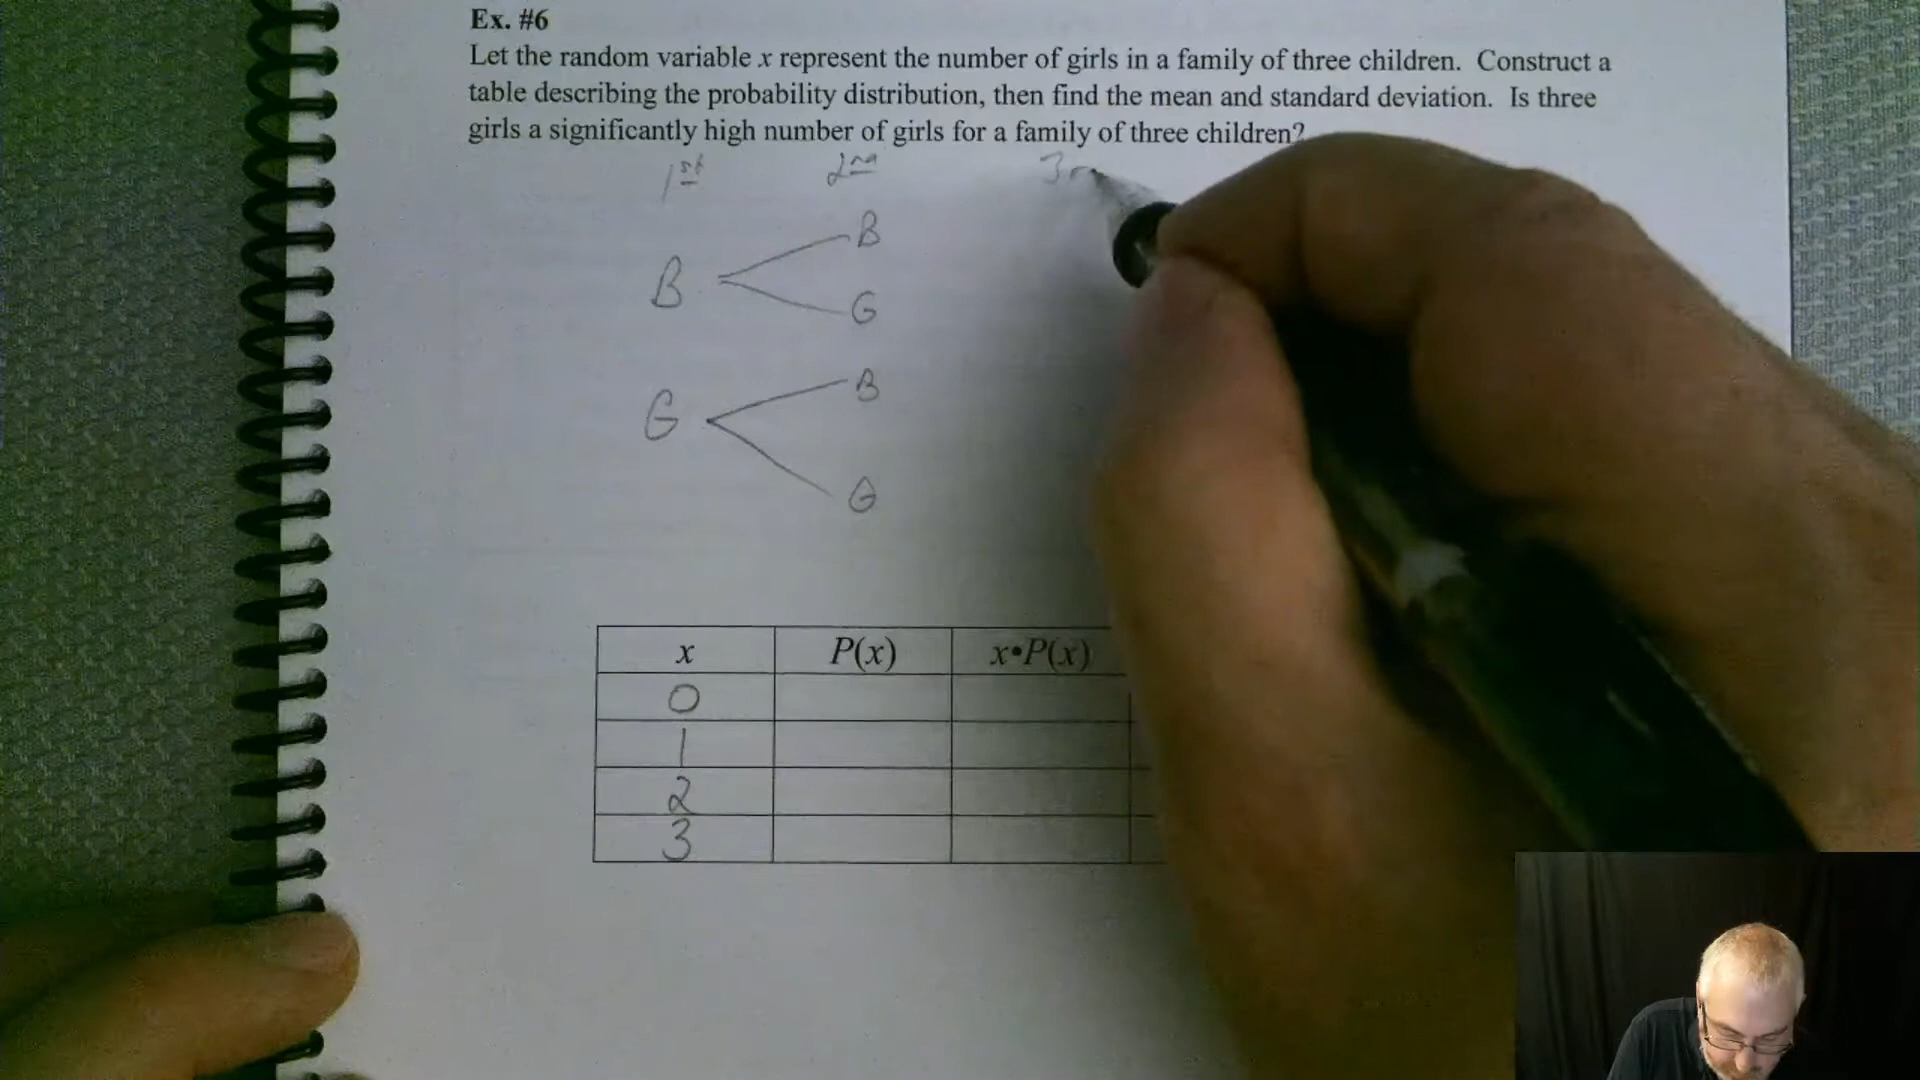 Ex. #6
Let the random variable x represent the number of girls in a family of three children. Construct a
table describing the probability distribution, then find the mean and standard deviation. Is three
girls a significantly high number of girls for a family of three children?
1st 2nd 3r
B
B
G
B
G
G
x P(x) x•P(x)
0
1
2
3